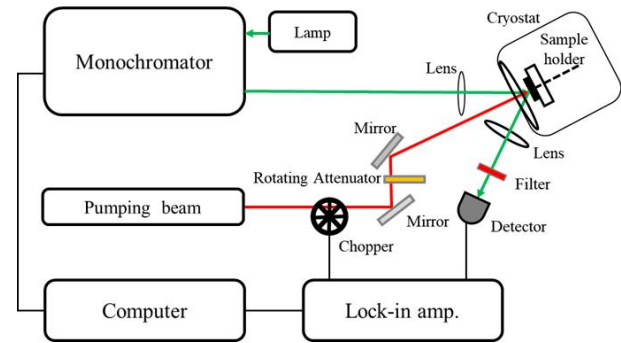 Cryostat
Lamp
Sample
holder
Monochromator
Lens
Mirror
Lens
Rotating Attenuator
Filter
Pumping beam
Mirror
Detector
Chopper
Computer
Lock-in amp.